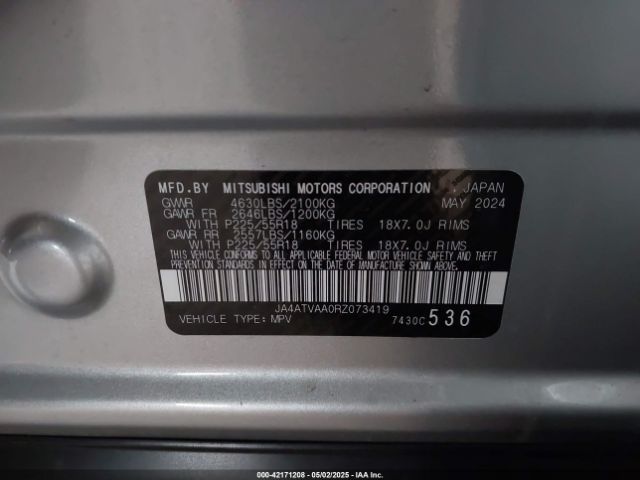 MFD.BY MITSUBISHI MOTORS CORPORATION JAPAN
GVWR 4630LBS/2100KG MAY 2024
GAWR FR 2646LBS/1200KG
WITH P225/55R18 TIRES 18X7.0J RIMS
GAWR RR 2557LBS/1160KG
WITH P225/55R18 TIRES 18X7.0J RIMS
THIS VEHICLE CONFORMS TO ALL APPLICABLE FEDERAL MOTOR VEHICLE SAFETY AND THEFT
PREVENTION STANDARDS IN EFFECT ON THE DATE OF MANUFACTURE SHOWN ABOVE.
JA4ATVAA0RZ073419
VEHICLE TYPE: MPV 7430C 536
000-42171208 05/02/2025 IAA Inc.